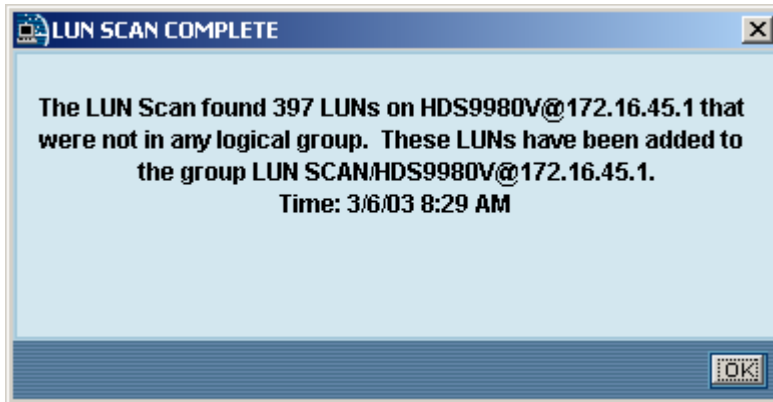 LUN SCAN COMPLETE
The LUN Scan found 397 LUNs on HDS9980V@172.16.45.1 that
were not in any logical group.  These LUNs have been added to
the group LUN SCAN/HDS9980V@172.16.45.1.
Time: 3/6/03 8:29 AM
OK